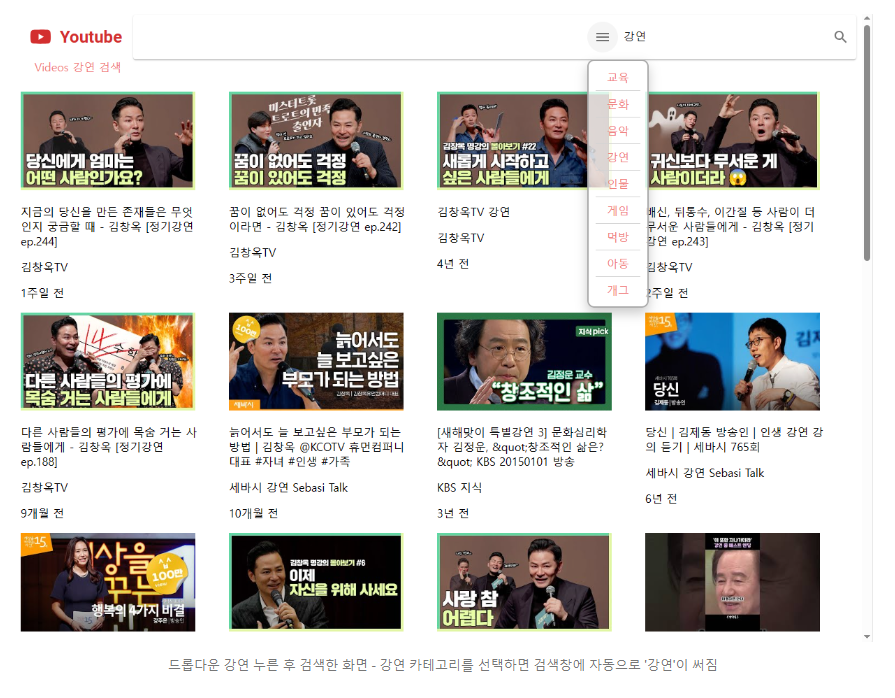 Youtube
강연
Videos 강연 검색
교육
문화
음악
강연
인물
게임
먹방
아동
개그
당신에게 엄마는
어떤 사람인가요?
미스터트롯
트로트의 민족
출연자
꿈이 없어도 걱정
꿈이 있어도 걱정
김창옥 명강의 몰아보기 #22
새롭게 시작하고
싶은 사람들에게
귀신보다 무서운 게
사람이더라 😱
지금의 당신을 만든 존재들은 무엇
인지 궁금할 때 - 김창옥 [정기강연
ep.244]
김창옥TV
1주일 전
꿈이 없어도 걱정 꿈이 있어도 걱정
이라면 - 김창옥 [정기강연 ep.242]
김창옥TV
3주일 전
김창옥TV 강연
김창옥TV
4년 전
배신, 뒤통수, 이간질 등 사람이 더
무서운 사람들에게 - 김창옥 [정기
강연 ep.243]
김창옥TV
2주일 전
다른 사람들의 평가에
목숨 거는 사람들에게
100만
늙어서도
늘 보고싶은
부모가 되는 방법
세바시
지식 pick
김정운 교수
“창조적인 삶”
15
당신
김제동 | 방송인
다른 사람들의 평가에 목숨 거는 사
람들에게 - 김창옥 [정기강연
ep.188]
김창옥TV
9개월 전
늙어서도 늘 보고싶은 부모가 되는
방법 | 김창옥 @KCOTV 휴먼컴퍼니
대표 #자녀 #인생 #가족
세바시 강연 Sebasi Talk
10개월 전
[새해맞이 특별강연 3] 문화심리학
자 김정운, &quot;창조적인 삶은?
&quot; KBS 20150101 방송
KBS 지식
3년 전
당신 | 김제동 방송인 | 인생 강연 강
의 듣기 | 세바시 765회
세바시 강연 Sebasi Talk
6년 전
15
세상을
바꾸는
100만
행복의 4가지 비결
강주은 | 방송인
김창옥 명강의 몰아보기 #6
이제
자신을 위해 사세요
사랑 참
어렵다
드롭다운 강연 누른 후 검색한 화면 - 강연 카테고리를 선택하면 검색창에 자동으로 '강연'이 써짐